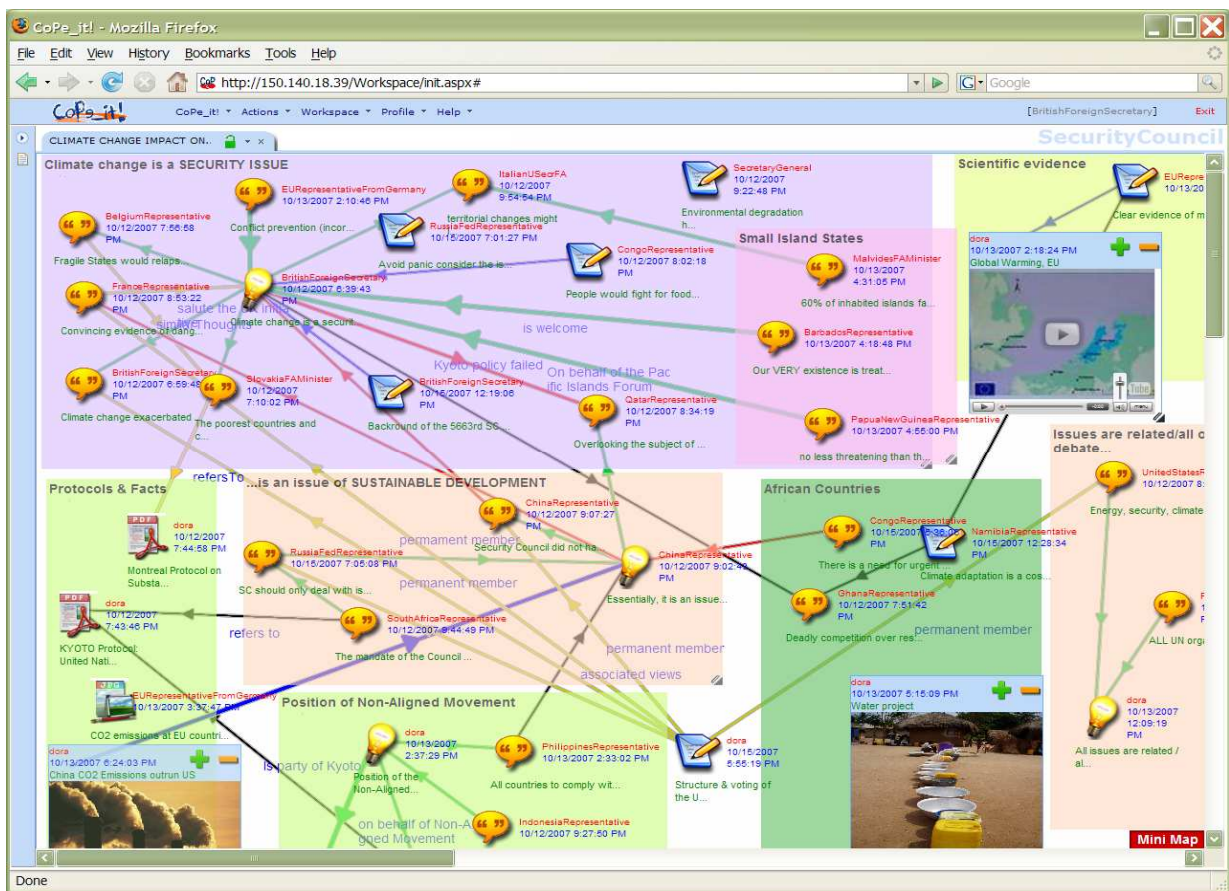 CoPe_it! - Mozilla Firefox
File Edit View History Bookmarks Tools Help
http://150.140.18.39/Workspace/init.aspx#
Google
CoPe_it!
CoPe_it! Actions Workspace Profile Help
[BritishForeignSecretary] Exit
CLIMATE CHANGE IMPACT ON..
SecurityCouncil
Climate change is a SECURITY ISSUE
EURepresentativeFromGermany
10/13/2007 2:10:46 PM
Conflict prevention (incor...
ItalianUSecrFA
10/12/2007
9:54:54 PM
territorial changes might
SecretaryGeneral
10/12/2007
9:22:48 PM
Environmental degradation
h...
BelgiumRepresentative
10/12/2007 7:56:58
PM
Fragile States would relaps...
RussiaFedRepresentative
10/15/2007 7:01:27 PM
Avoid panic consider the is...
CongoRepresentative
10/12/2007 8:02:18
PM
People would fight for food...
FranceRepresentative
10/12/2007 8:53:22
PM
Convincing evidence of dang...
BritishForeignSecretary
10/12/2007 6:39:43
PM
Climate change is a securit...
salute the UK initia
similar Thoughts
is welcome
Kyoto policy failed
On behalf of the Pac
ific Islands Forum
BritishForeignSecretary
10/12/2007 6:59:48
PM
Climate change exacerbated
SlovakiaFAMinister
10/12/2007
7:10:02 PM
The poorest countries and
c...
BritishForeignSecretary
10/15/2007 12:19:06
PM
Backround of the 5663rd SC ...
QatarRepresentative
10/12/2007 8:34:19
PM
Overlooking the subject of ...
Small Island States
MalvidesFAMinister
10/13/2007
4:31:05 PM
60% of inhabited islands fa...
BarbadosRepresentative
10/13/2007 4:18:48 PM
Our VERY existence is treat...
PapuaNewGuineaRepresentative
10/13/2007 4:55:00 PM
no less threatening than th...
Scientific evidence
EURepre
10/13/20
Clear evidence of m
dora
10/13/2007 2:18:24 PM
Global Warming, EU
Tube
Issues are related/all o
debate...
UnitedStatesR
10/12/2007 8:
Energy, security, climate
ALL UN orga
dora
10/13/2007
12:09:19
PM
All issues are related /
al...
refersTo
Protocols & Facts
PDF
dora
10/12/2007
7:44:58 PM
Montreal Protocol on
Substa...
PDF
dora
10/12/2007
7:43:46 PM
KYOTO Protocol:
United Nati...
EURepresentativeFromGermany
10/13/2007 3:37:47 PM
CO2 emissions at EU countri...
dora
10/13/2007 6:24:03 PM
China CO2 Emissions outrun US
...is an issue of SUSTAINABLE DEVELOPMENT
ChinaRepresentative
10/12/2007 9:07:27
PM
Security Council did not ha...
permament member
RussiaFedRepresentative
10/15/2007 7:05:08 PM
SC should only deal with is...
permanent member
ChinaRepresentative
10/12/2007 9:02:43
PM
Essentially, it is an issue...
SouthAfricaRepresentative
10/12/2007 9:44:49 PM
The mandate of the Council ...
refers to
permanent member
associated views
African Countries
CongoRepresentative
PM
There is a need for urgent
NamibiaRepresentative
10/15/2007 12:28:34
PM
Climate adaptation is a cos...
GhanaRepresentative
10/12/2007 7:51:42
PM
Deadly competition over res...
permanent member
dora
10/13/2007 5:15:09 PM
Water project
Position of Non-Aligned Movement
dora
10/13/2007
2:37:29 PM
Position of the
Non-Aligned...
Is party of Kyoto
PhilippinesRepresentative
10/13/2007 2:33:02 PM
All countries to comply wit...
dora
10/15/2007
5:55:19 PM
Structure & voting of
the U...
on behalf of Non-A
gned Movement
IndonesiaRepresentative
10/12/2007 9:27:50 PM
Mini Map
Done